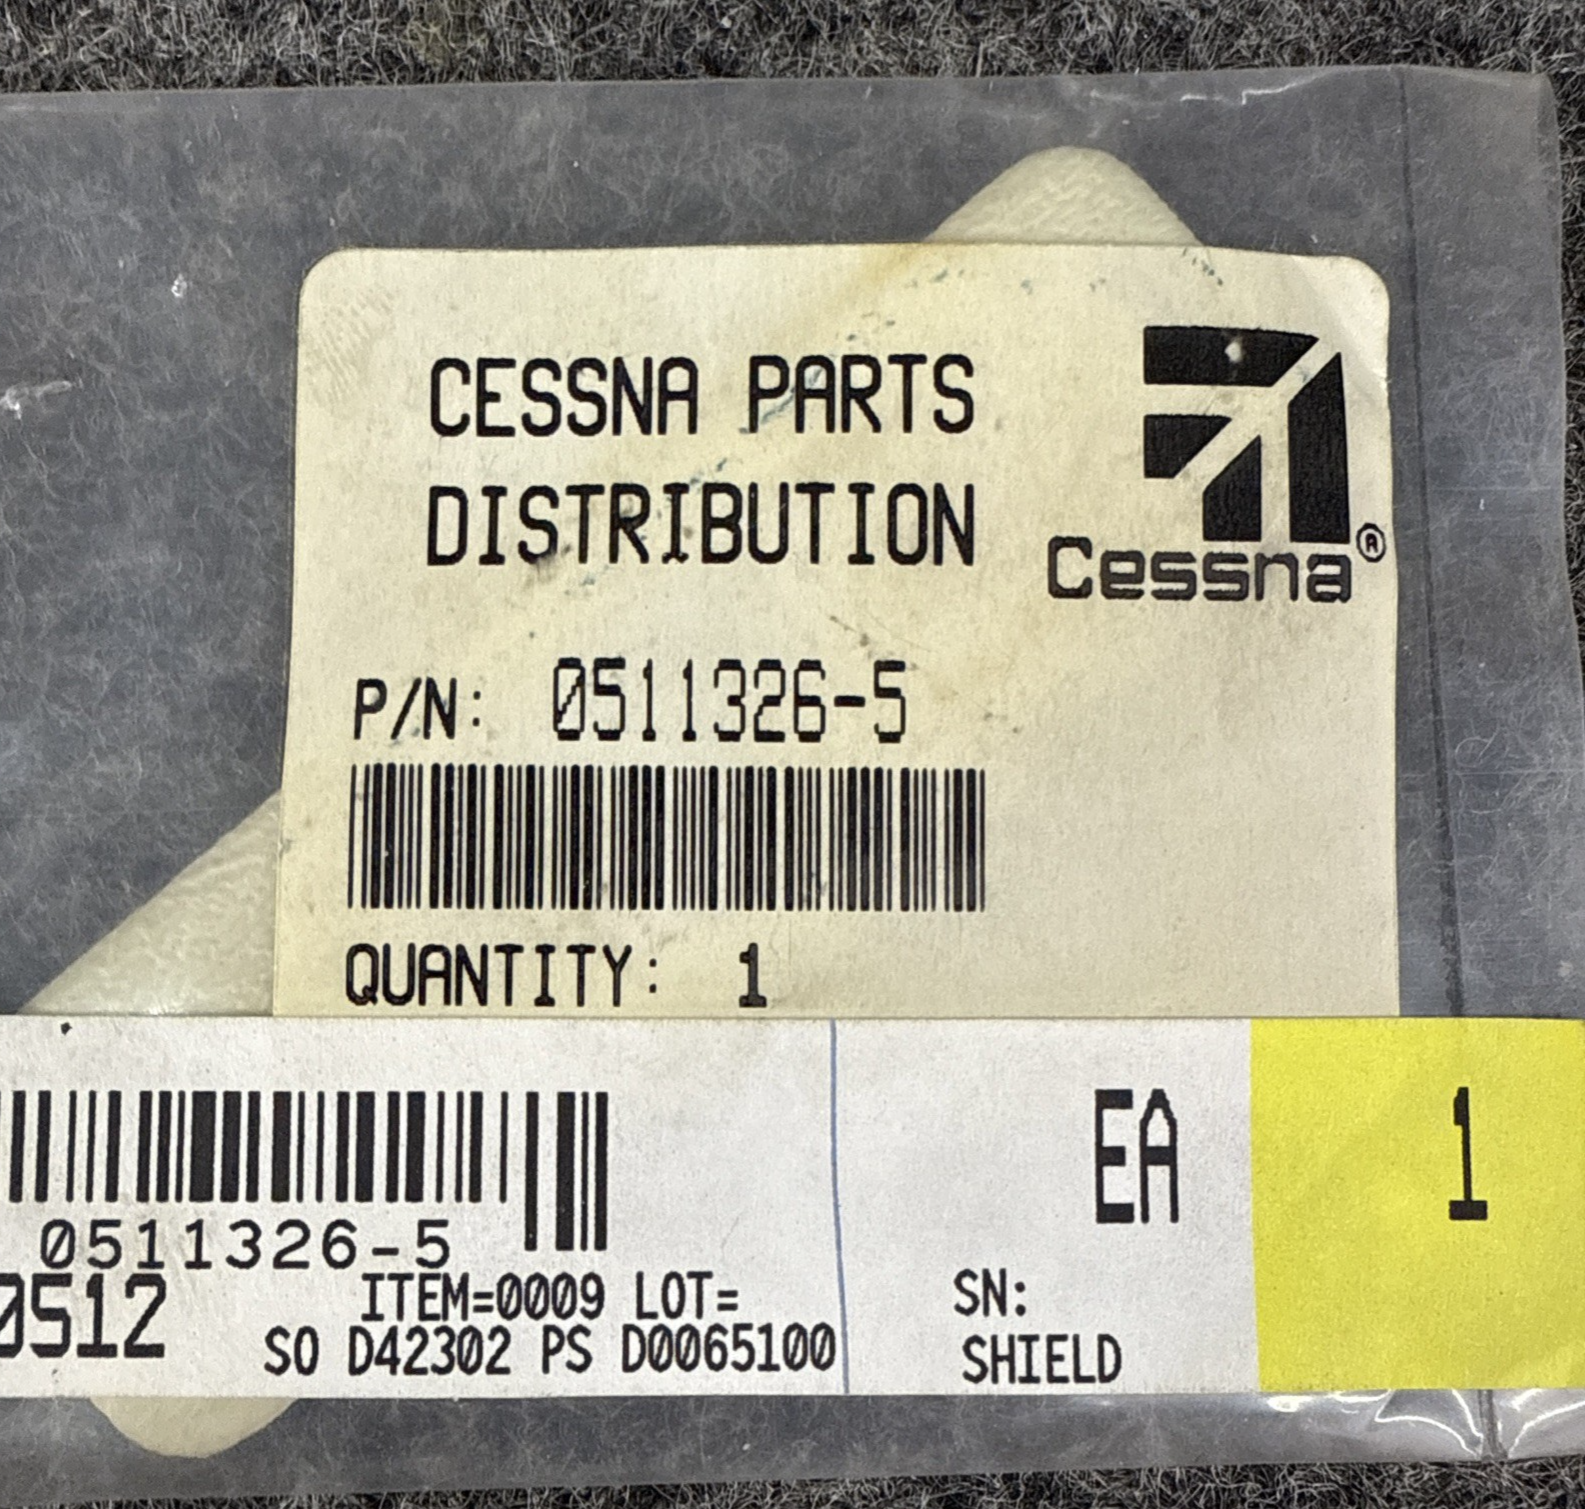 CESSNA PARTS
DISTRIBUTION
Cessna®
P/N: 0511326-5
QUANTITY: 1
0511326-5
0512
ITEM=0009 LOT=
SO D42302 PS D0065100
EA
SN:
SHIELD
1